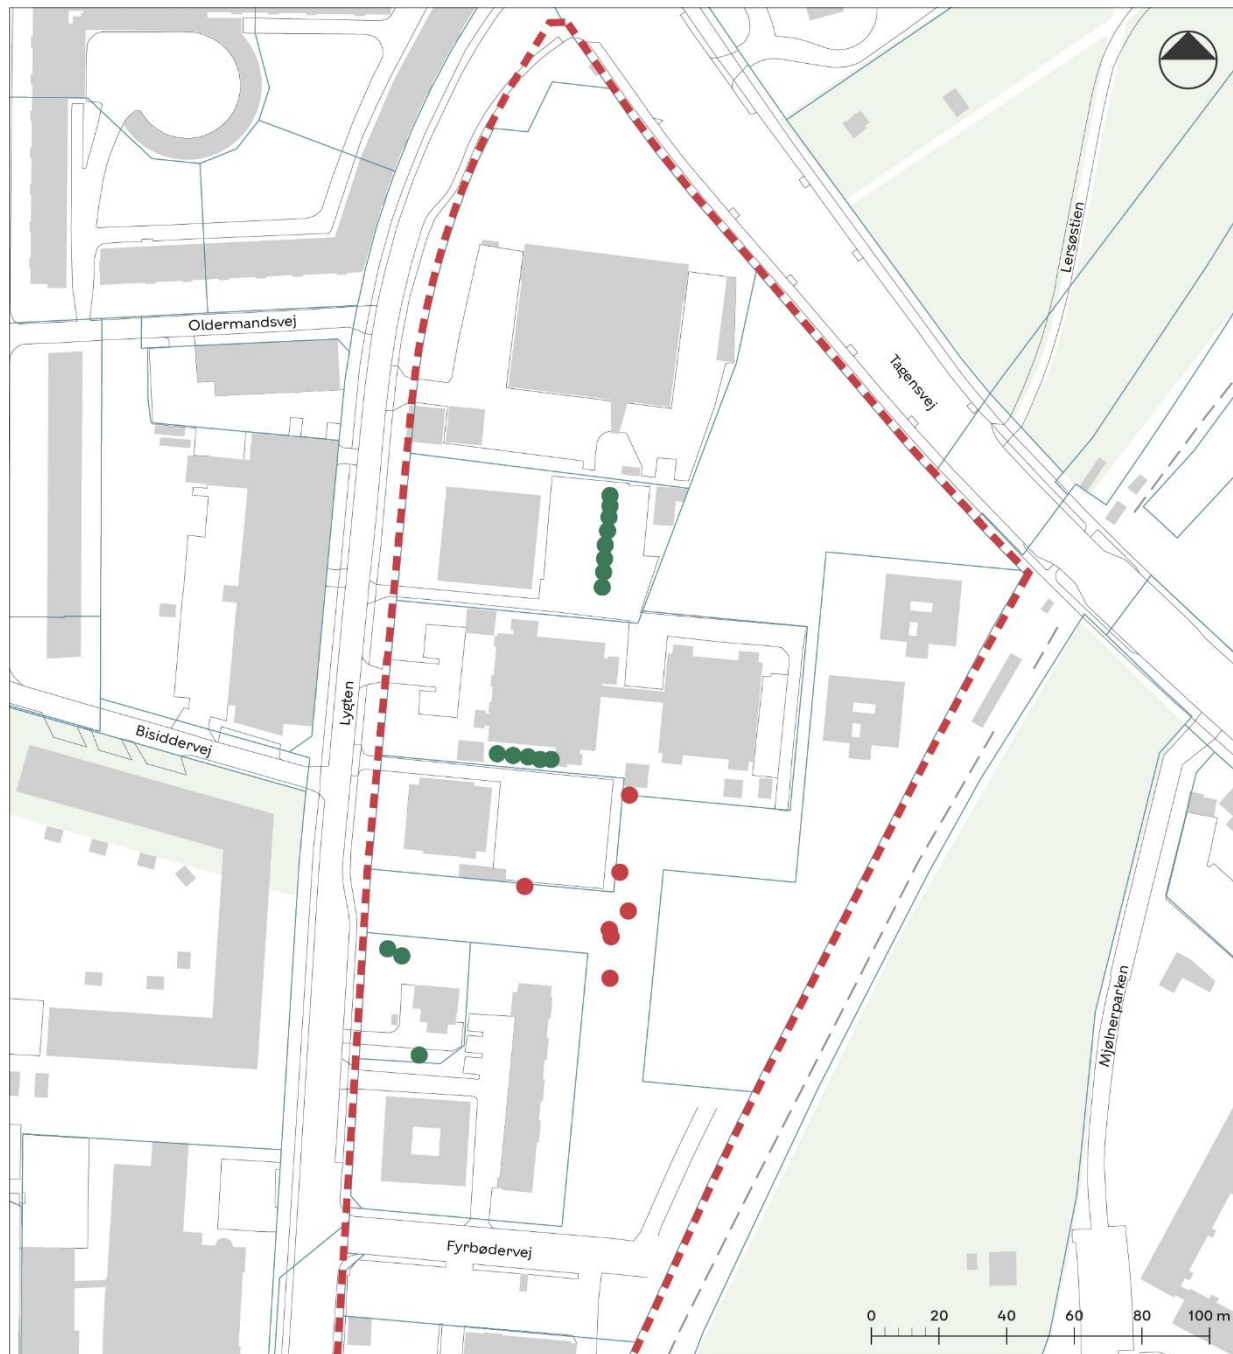 Lersøstien
Oldermandsvej
Tagensvej
Lygten
Bisiddervej
Mjølnerparken
Fyrbødervej
0 20 40 60 80 100 m